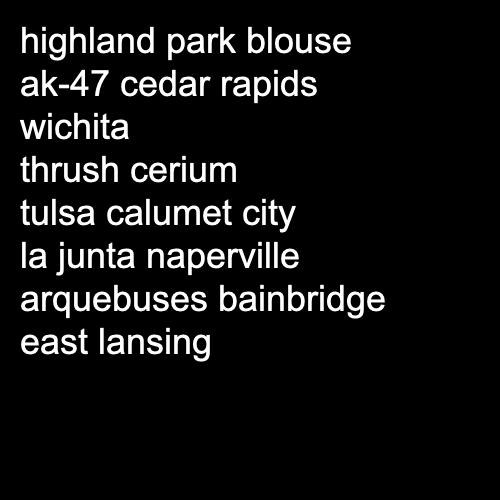 highland park blouse
ak-47 cedar rapids
wichita
thrush cerium
tulsa calumet city
la junta naperville
arquebuses bainbridge
east lansing